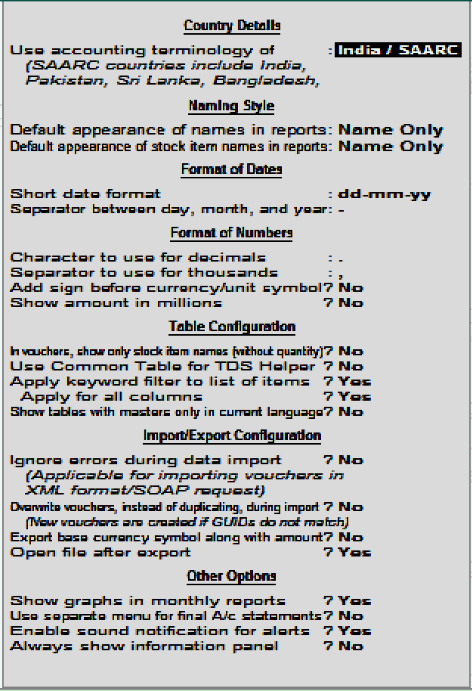 Country Details
Use accounting terminology of : India / SAARC
(SAARC countries include India,
Pakistan, Sri Lanka, Bangladesh,
Naming Style
Default appearance of names in reports: Name Only
Default appearance of stock item names in reports: Name Only
Format of Dates
Short date format : dd-mm-yy
Separator between day, month, and year: -
Format of Numbers
Character to use for decimals : .
Separator to use for thousands : ,
Add sign before currency/unit symbol? No
Show amount in millions ? No
Table Configuration
In vouchers, show only stock item names (without quantity)? No
Use Common Table for TDS Helper ? No
Apply keyword filter to list of items ? Yes
Apply for all columns ? Yes
Show tables with masters only in current language? No
Import/Export Configuration
Ignore errors during data import ? No
(Applicable for importing vouchers in
XML format/SOAP request)
Overwrite vouchers, instead of duplicating, during import ? No
(New vouchers are created if GUIDs do not match)
Export base currency symbol along with amount? No
Open file after export ? Yes
Other Options
Show graphs in monthly reports ? Yes
Use separate menu for final A/c statements? No
Enable sound notification for alerts ? Yes
Always show information panel ? No